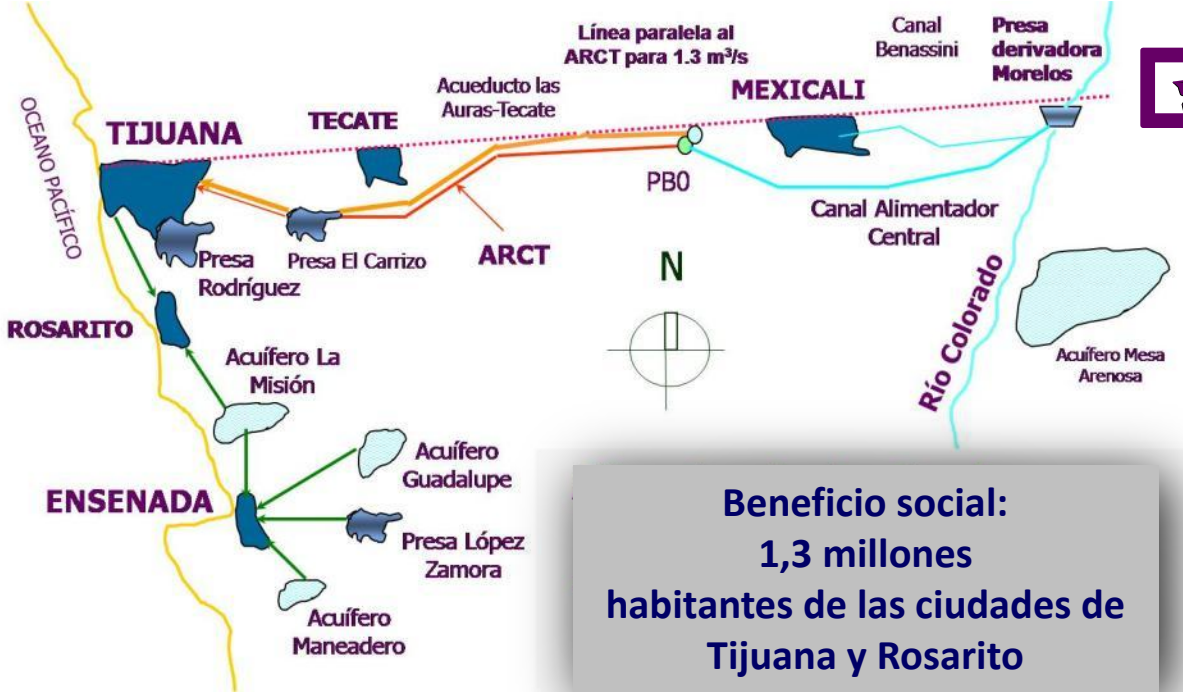 Línea paralela al
ARCT para 1.3 m³/s
Canal
Benassini
Presa
derivadora
Morelos
Acueducto las
Auras-Tecate
MEXICALI
OCEANO PACÍFICO
TIJUANA
TECATE
PB0
Canal Alimentador
Central
Presa
Rodríguez
Presa El Carrizo
ARCT
N
ROSARITO
Río Colorado
Acuífero Mesa
Arenosa
Acuífero La
Misión
Acuífero
Guadalupe
ENSENADA
Presa López
Zamora
Acuífero
Maneadero
Beneficio social:
1,3 millones
habitantes de las ciudades de
Tijuana y Rosarito